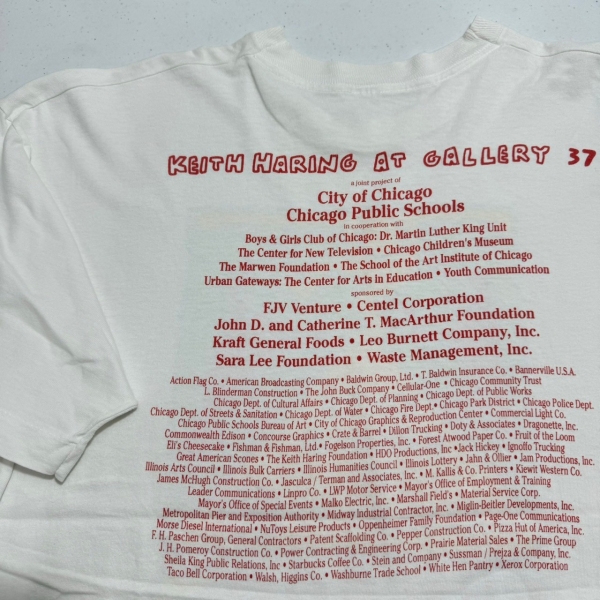 KEITH HARING AT GALLERY 37
a joint project of
City of Chicago
Chicago Public Schools
in cooperation with
Boys & Girls Club of Chicago: Dr. Martin Luther King Unit
The Center for New Television • Chicago Children's Museum
The Marwen Foundation • The School of the Art Institute of Chicago
Urban Gateways: The Center for Arts in Education • Youth Communication
sponsored by
FJV Venture • Centel Corporation
John D. and Catherine T. MacArthur Foundation
Kraft General Foods • Leo Burnett Company, Inc.
Sara Lee Foundation • Waste Management, Inc.
Action Flag Co. • American Broadcasting Company • Baldwin Group, Ltd. • T. Baldwin Insurance Co. • Bannerville U.S.A.
L. Blinderman Construction • The John Buck Company • Cellular-One • Chicago Community Trust
Chicago Dept. of Cultural Affairs • Chicago Dept. of Planning • Chicago Dept. of Public Works
Chicago Dept. of Streets & Sanitation • Chicago Dept. of Water • Chicago Fire Dept. • Chicago Park District • Chicago Police Dept.
Chicago Public Schools Bureau of Art • City of Chicago Graphics & Reproduction Center • Commercial Light Co.
Commonwealth Edison • Concourse Graphics • Crate & Barrel • Dillon Trucking • Doty & Associates • Dragonette, Inc.
Eli's Cheesecake • Fishman & Fishman, Ltd. • Fogelson Properties, Inc. • Forest Atwood Paper Co. • Fruit of the Loom
Great American Scones • The Keith Haring Foundation • HDO Productions, Inc • Jack Hickey • Ignoffo Trucking
Illinois Arts Council • Illinois Bulk Carriers • Illinois Humanities Council • Illinois Lottery • Jahn & Ollier • Jam Productions, Inc.
James McHugh Construction Co. • Jasculca / Terman and Associates, Inc. • M. Kallis & Co. Printers • Kiewit Western Co.
Leader Communications • Linpro Co. • LWP Motor Service • Mayor's Office of Employment & Training
Mayor's Office of Special Events • Malko Electric, Inc. • Marshall Field's • Material Service Corp.
Metropolitan Pier and Exposition Authority • Midway Industrial Contractor, Inc. • Miglin-Beitler Developments, Inc.
Morse Diesel International • NuToys Leisure Products • Oppenheimer Family Foundation • Page-One Communications
F. H. Paschen Group, General Contractors • Patent Scaffolding Co. • Pepper Construction Co. • Pizza Hut of America, Inc.
J. H. Pomeroy Construction Co. • Power Contracting & Engineering Corp. • Prairie Material Sales • The Prime Group
Sheila King Public Relations, Inc • Starbucks Coffee Co. • Stein and Company • Sussman / Prejza & Company, Inc.
Taco Bell Corporation • Walsh, Higgins Co. • Washburne Trade School • White Hen Pantry • Xerox Corporation